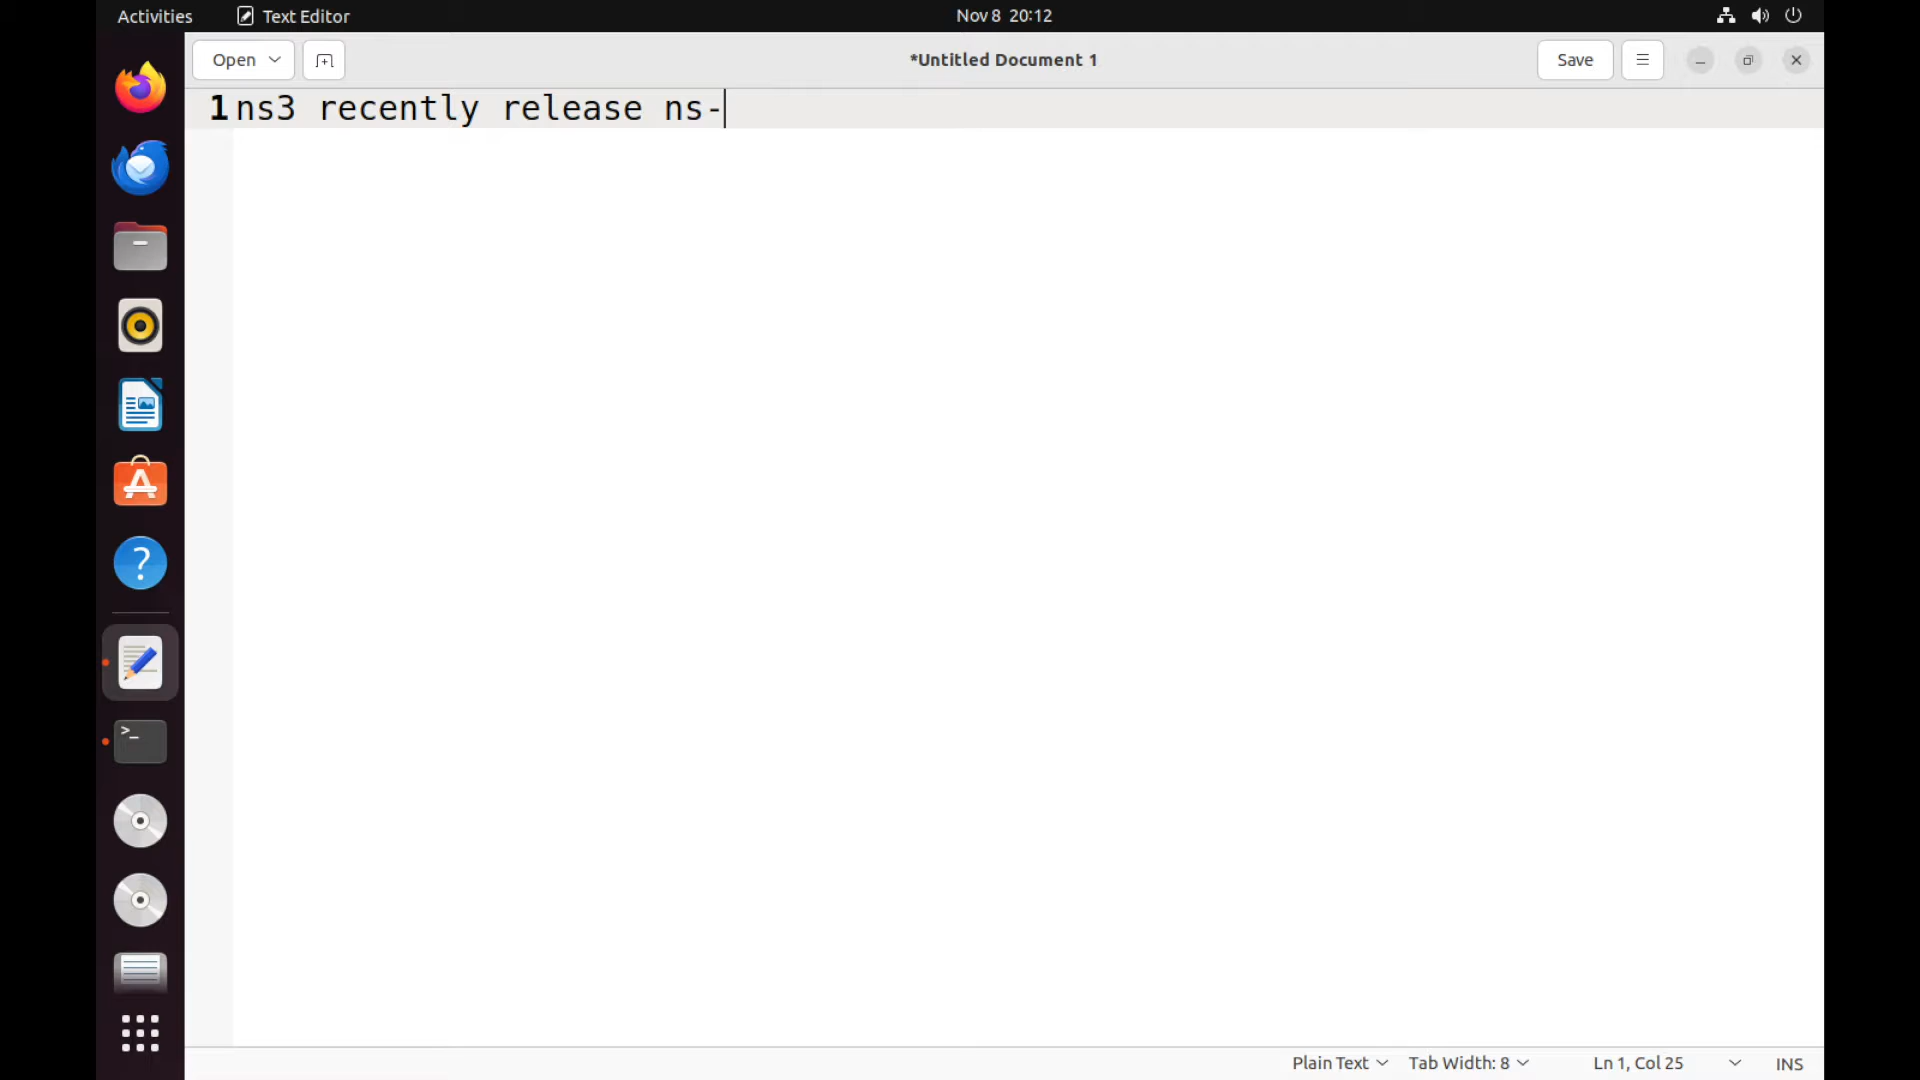 Activities Text Editor Nov 8 20:12
Open *Untitled Document 1 Save
1 ns3 recently release ns-
Plain Text Tab Width: 8 Ln 1, Col 25 INS